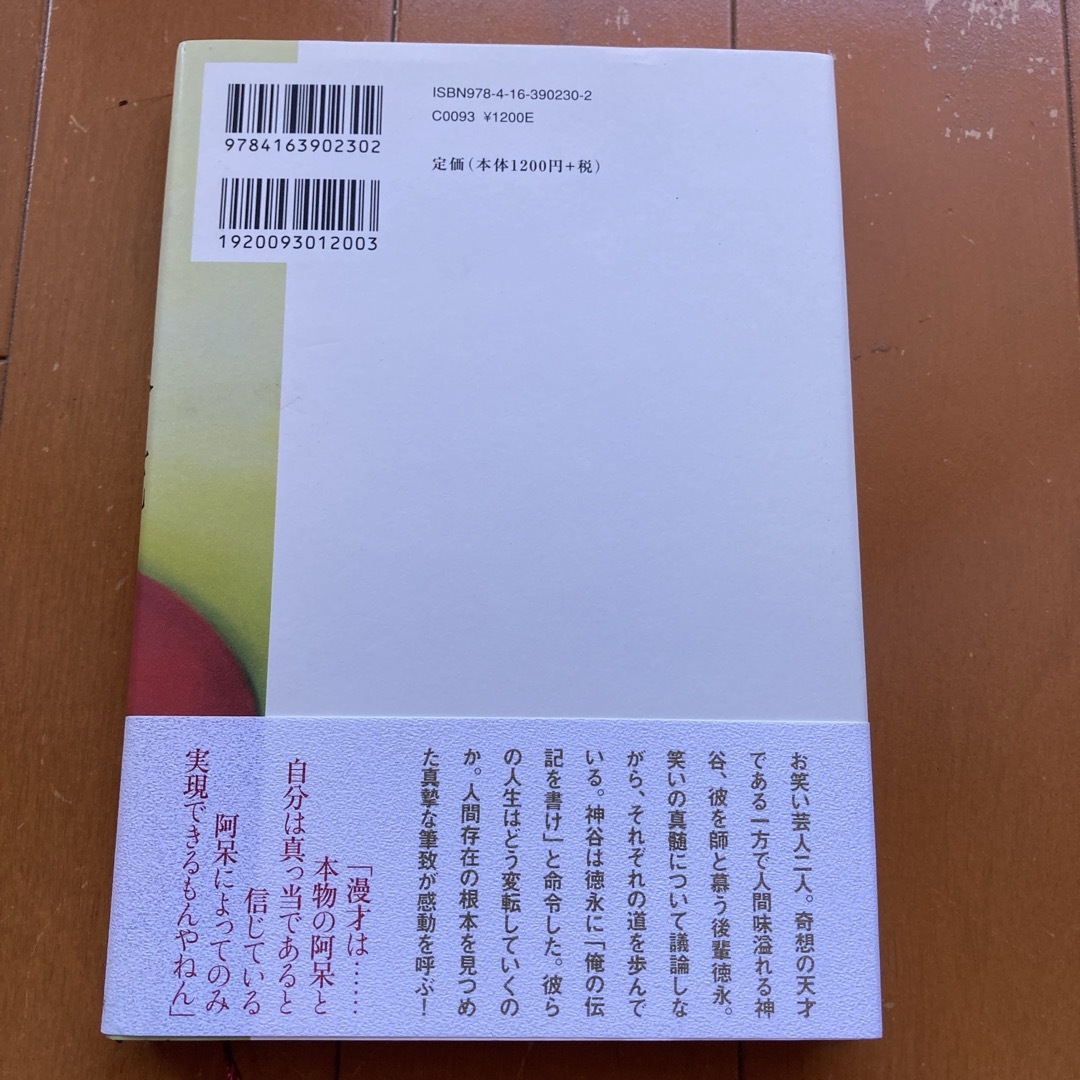 ISBN978-4-16-390230-2
C0093 ¥1200E
定価(本体1200円+税)
9784163902302
1920093012003
お笑い芸人二人。奇想の天才
である一方で人間味溢れる神
谷、彼を師と慕う後輩徳永。
笑いの真髄について議論しな
がら、それぞれの道を歩んで
いる。神谷は徳永に「俺の伝
記を書け」と命令した。彼ら
の人生はどう変転していくの
か。人間存在の根本を見つめ
た真摯な筆致が感動を呼ぶ!
「漫才は……
本物の阿呆と
自分は真っ当であると
信じている
阿呆によってのみ
実現できるもんやねん」